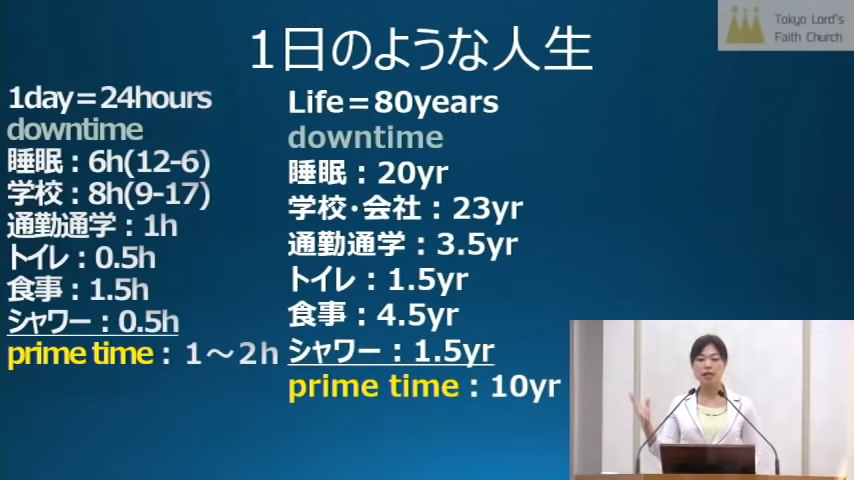 1日のような人生
Tokyo Lord's
Faith Church
1day＝24hours
downtime
睡眠：6h(12-6)
学校：8h(9-17)
通勤通学：1h
トイレ：0.5h
食事：1.5h
シャワー：0.5h
prime time：１～２h
Life＝80years
downtime
睡眠：20yr
学校・会社：23yr
通勤通学：3.5yr
トイレ：1.5yr
食事：4.5yr
シャワー：1.5yr
prime time：10yr